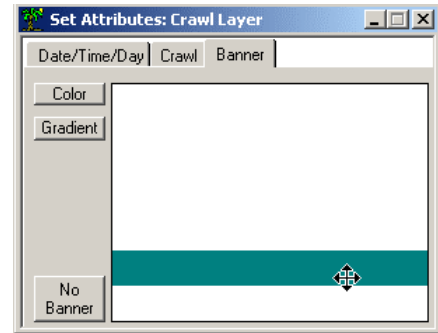 Set Attributes: Crawl Layer
Date/Time/Day Crawl Banner
Color
Gradient
No
Banner